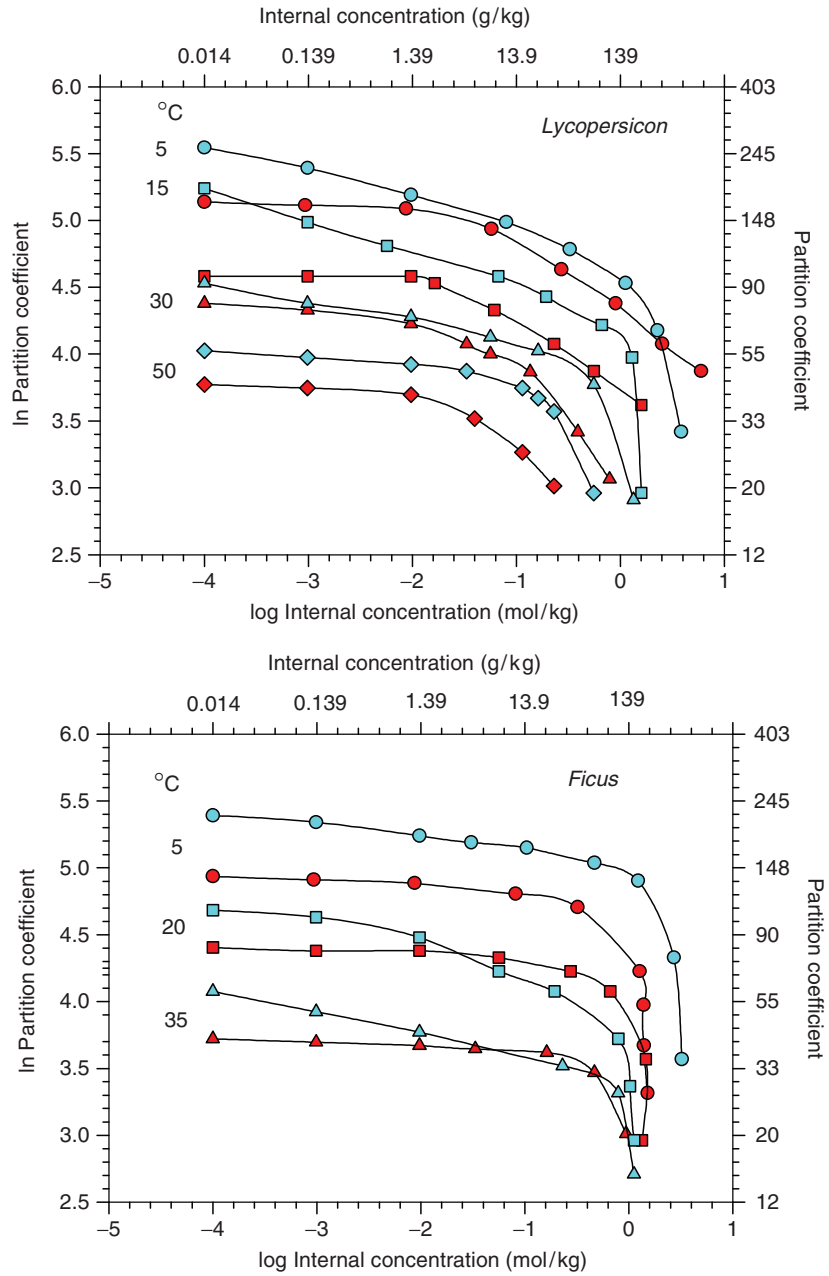 Internal concentration (g/kg)
0.014 0.139 1.39 13.9 139
6.0 403
°C Lycopersicon
5.5 5 245
15
5.0 148
4.5 90
30
4.0 55
50
3.5 33
3.0 20
2.5 12
ln Partition coefficient
Partition coefficient
−5 −4 −3 −2 −1 0 1
log Internal concentration (mol/kg)
Internal concentration (g/kg)
0.014 0.139 1.39 13.9 139
6.0 403
°C Ficus
5.5 245
5
5.0 148
20
4.5 90
4.0 55
35
3.5 33
3.0 20
2.5 12
ln Partition coefficient
Partition coefficient
−5 −4 −3 −2 −1 0 1
log Internal concentration (mol/kg)